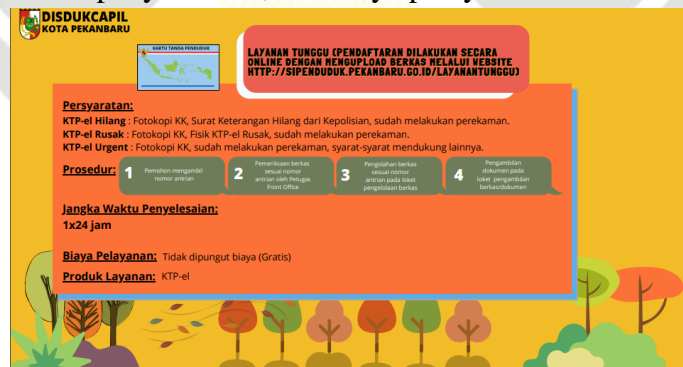 DISDUKCAPIL
KOTA PEKANBARU
KARTU TANDA PENDUDUK
LAYANAN TUNGGU (PENDAFTARAN DILAKUKAN SECARA
ONLINE DENGAN MENGUPLOAD BERKAS MELALUI WEBSITE
HTTP://SIPENDUDUK.PEKANBARU.GO.ID/LAYANANTUNGGU)
Persyaratan:
KTP-el Hilang : Fotokopi KK, Surat Keterangan Hilang dari Kepolisian, sudah melakukan perekaman.
KTP-el Rusak : Fotokopi KK, Fisik KTP-el Rusak, sudah melakukan perekaman.
KTP-el Urgent : Fotokopi KK, sudah melakukan perekaman, syarat-syarat mendukung lainnya.
Prosedur:
1 Pemohon mengambil
nomor antrian
2 Pemeriksaan berkas
sesuai nomor
antrian oleh Petugas
Front Office
3 Pengolahan berkas
sesuai nomor
antrian pada loket
pengelolaan berkas
4 Pengambilan
dokumen pada
loket pengambilan
berkas/dokumen
Jangka Waktu Penyelesaian:
1x24 jam
Biaya Pelayanan: Tidak dipungut biaya (Gratis)
Produk Layanan: KTP-el